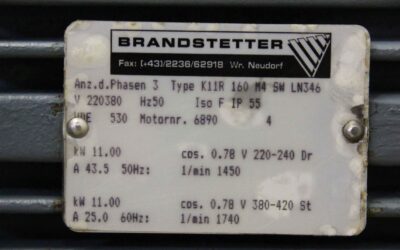 BRANDSTETTER
Fax: (+43)/2236/62918 Wr. Neudorf
Anz.d.Phasen 3 Type K11R 160 M4 SW LN346
V 220380 Hz50 Iso F IP 55
VDE 530 Motornr. 6890 4
kW 11.00 cos. 0.78 V 220-240 Dr
A 43.5 50Hz: 1/min 1450
kW 11.00 cos. 0.78 V 380-420 St
A 25.0 60Hz: 1/min 1740